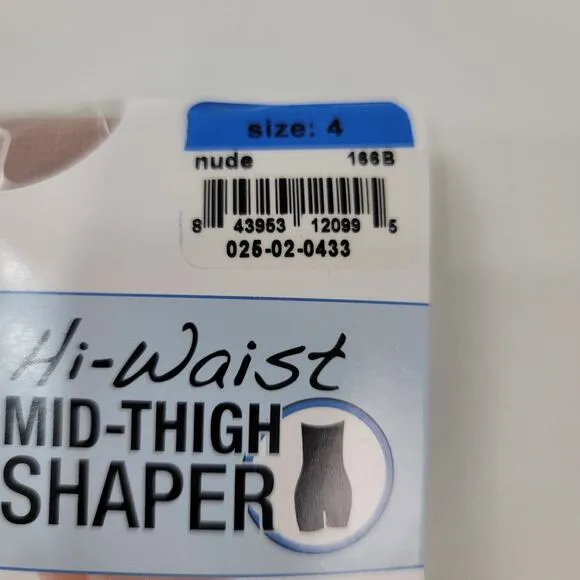 size: 4
nude 166B
8 43953 12099 5
025-02-0433
Hi-Waist
MID-THIGH
SHAPER